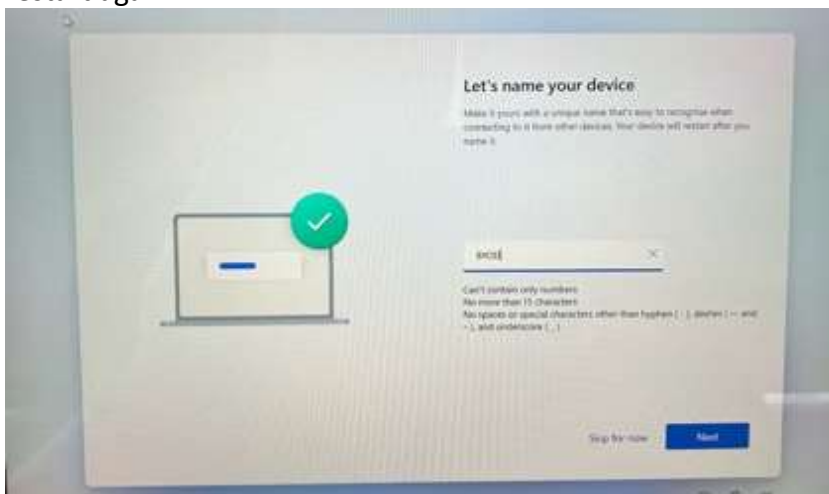 Let's name your device
Make it yours with a unique name that's easy to recognise when
connecting to it from other devices. Your device will restart after you
name it.
Can't contain only numbers
No more than 15 characters
No spaces or special characters other than hyphen ( - ), dashes ( — and
– ), and underscore ( _ )
Skip for now
Next